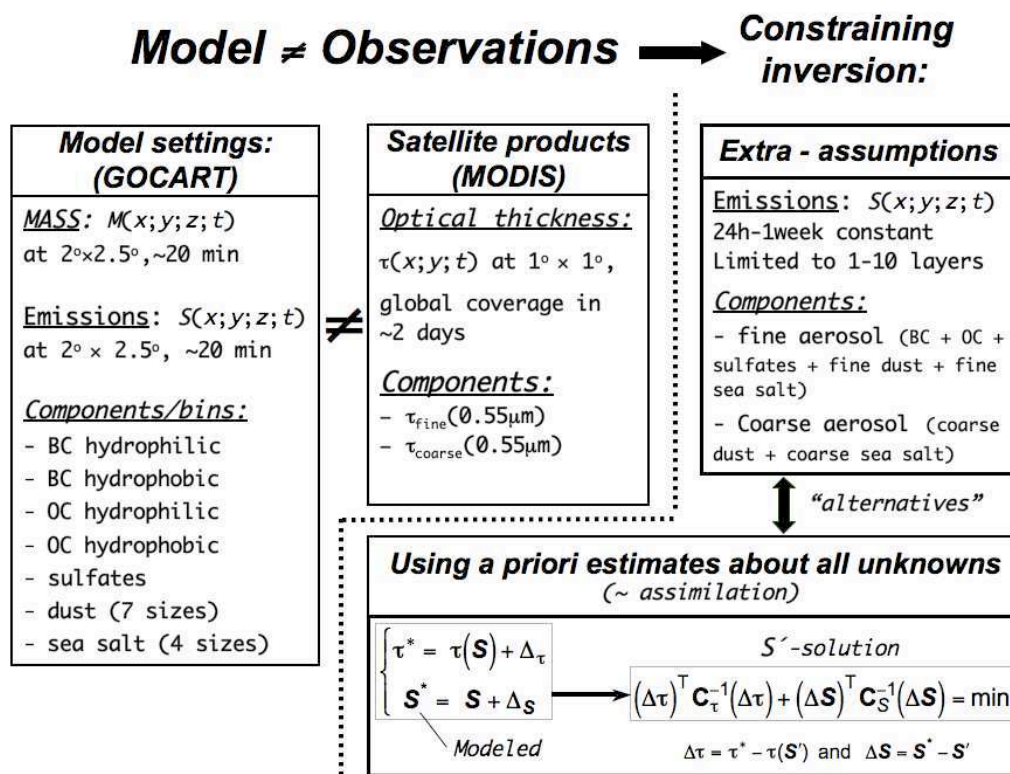 Model ≠ Observations
Constraining
inversion:
Model settings:
(GOCART)
MASS: M(x;y;z;t)
at 2°×2.5°,~20 min
Emissions: S(x;y;z;t)
at 2° × 2.5°, ~20 min
Components/bins:
- BC hydrophilic
- BC hydrophobic
- OC hydrophilic
- OC hydrophobic
- sulfates
- dust (7 sizes)
- sea salt (4 sizes)
≠
Satellite products
(MODIS)
Optical thickness:
τ(x;y;t) at 1° × 1°,
global coverage in
~2 days
Components:
- τfine(0.55μm)
- τcoarse(0.55μm)
Extra - assumptions
Emissions: S(x;y;z;t)
24h-1week constant
Limited to 1-10 layers
Components:
- fine aerosol (BC + OC +
sulfates + fine dust + fine
sea salt)
- Coarse aerosol (coarse
dust + coarse sea salt)
“alternatives”
Using a priori estimates about all unknowns
(~ assimilation)
τ* = τ(S) + Δτ
S* = S + ΔS
Modeled
S´-solution
(Δτ)ᵀ Cτ⁻¹(Δτ) + (ΔS)ᵀ CS⁻¹(ΔS) = min
Δτ = τ* − τ(S′) and ΔS = S* − S′